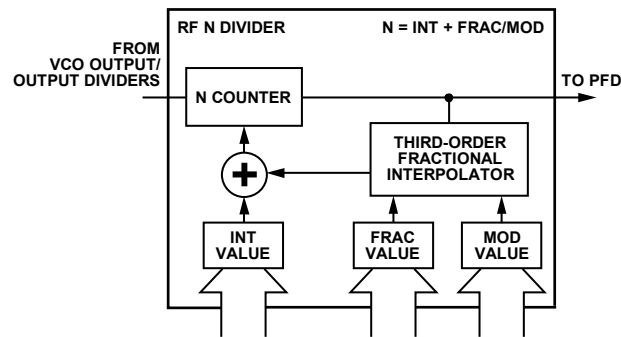 RF N DIVIDER
N = INT + FRAC/MOD
FROM
VCO OUTPUT/
OUTPUT DIVIDERS
N COUNTER
TO PFD
THIRD-ORDER
FRACTIONAL
INTERPOLATOR
+
INT
VALUE
FRAC
VALUE
MOD
VALUE